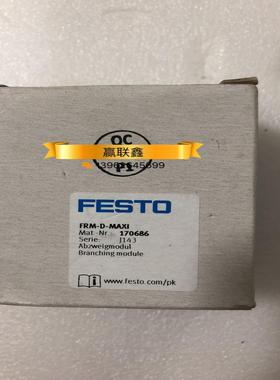 QC
赢联鑫
P1
FESTO
FRM-D-MAXI
Mat.-Nr.: 170686
Serie: J143
Abzweigmodul
Branching module
www.festo.com/pk